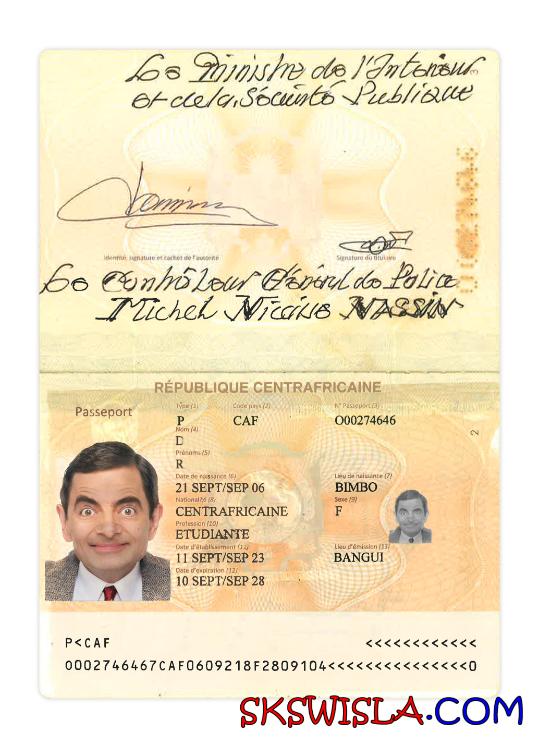 Le Ministre de l'Interieur
et de la Sécurité Publique
Identité, signature et cachet de l'autorité
Signature du titulaire
Le Contrôleur Général de Police
Michel Nicaise NASSIN
RÉPUBLIQUE CENTRAFRICAINE
Passeport
Type (1) Code pays (2) N° Passeport (3)
P CAF O00274646
Nom (4)
D
Prénoms (5)
R
Date de naissance (6) Lieu de naissance (7)
21 SEPT/SEP 06 BIMBO
Nationalité (8) Sexe (9)
CENTRAFRICAINE F
Profession (10)
ETUDIANTE
Date d'établissement (11) Lieu d'émission (13)
11 SEPT/SEP 23 BANGUI
Date d'expiration (12)
10 SEPT/SEP 28
2
P<CAF <<<<<<<<<<<<
O002746467CAF0609218F2809104<<<<<<<<<<<<<<<0
SKSWISLA.COM